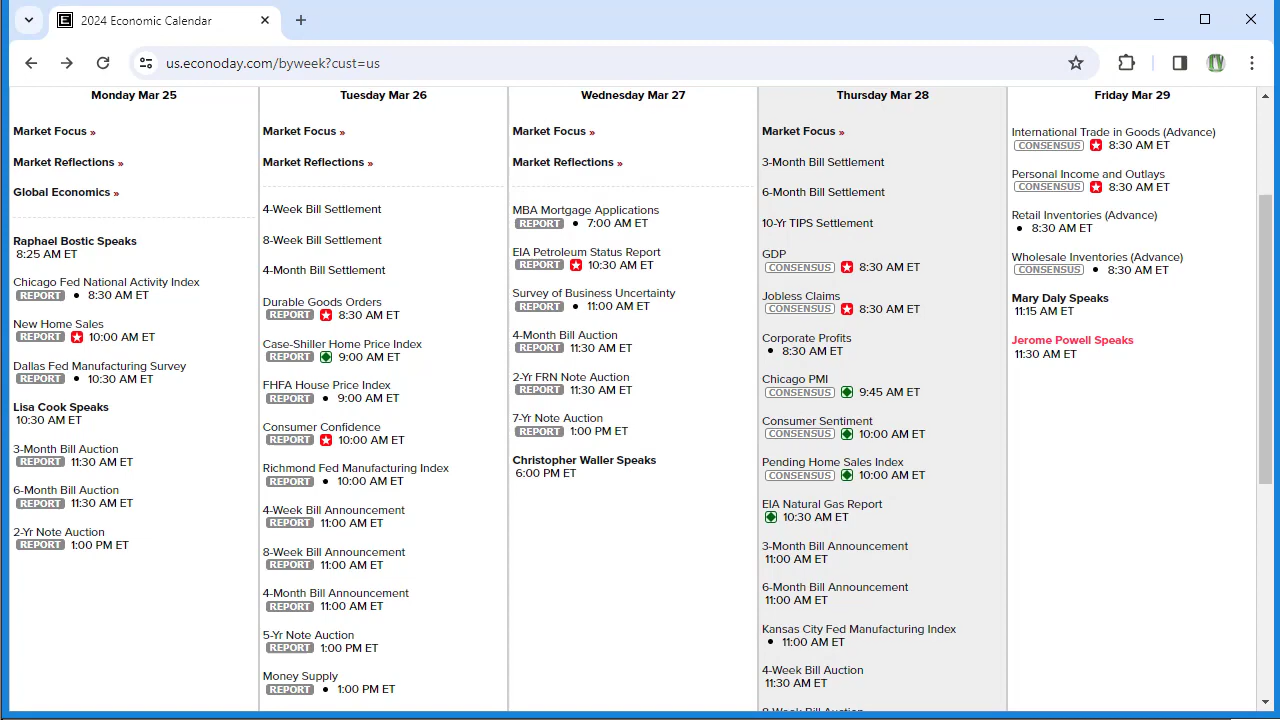 2024 Economic Calendar
us.econoday.com/byweek?cust=us
Monday Mar 25
Market Focus »
Market Reflections »
Global Economics »
Raphael Bostic Speaks
8:25 AM ET
Chicago Fed National Activity Index
REPORT • 8:30 AM ET
New Home Sales
REPORT 10:00 AM ET
Dallas Fed Manufacturing Survey
REPORT • 10:30 AM ET
Lisa Cook Speaks
10:30 AM ET
3-Month Bill Auction
REPORT 11:30 AM ET
6-Month Bill Auction
REPORT 11:30 AM ET
2-Yr Note Auction
REPORT 1:00 PM ET
Tuesday Mar 26
Market Focus »
Market Reflections »
4-Week Bill Settlement
8-Week Bill Settlement
4-Month Bill Settlement
Durable Goods Orders
REPORT 8:30 AM ET
Case-Shiller Home Price Index
REPORT 9:00 AM ET
FHFA House Price Index
REPORT • 9:00 AM ET
Consumer Confidence
REPORT 10:00 AM ET
Richmond Fed Manufacturing Index
REPORT • 10:00 AM ET
4-Week Bill Announcement
REPORT 11:00 AM ET
8-Week Bill Announcement
REPORT 11:00 AM ET
4-Month Bill Announcement
REPORT 11:00 AM ET
5-Yr Note Auction
REPORT 1:00 PM ET
Money Supply
REPORT • 1:00 PM ET
Wednesday Mar 27
Market Focus »
Market Reflections »
MBA Mortgage Applications
REPORT • 7:00 AM ET
EIA Petroleum Status Report
REPORT 10:30 AM ET
Survey of Business Uncertainty
REPORT • 11:00 AM ET
4-Month Bill Auction
REPORT 11:30 AM ET
2-Yr FRN Note Auction
REPORT 11:30 AM ET
7-Yr Note Auction
REPORT 1:00 PM ET
Christopher Waller Speaks
6:00 PM ET
Thursday Mar 28
Market Focus »
3-Month Bill Settlement
6-Month Bill Settlement
10-Yr TIPS Settlement
GDP
CONSENSUS 8:30 AM ET
Jobless Claims
CONSENSUS 8:30 AM ET
Corporate Profits
• 8:30 AM ET
Chicago PMI
CONSENSUS 9:45 AM ET
Consumer Sentiment
CONSENSUS 10:00 AM ET
Pending Home Sales Index
CONSENSUS 10:00 AM ET
EIA Natural Gas Report
10:30 AM ET
3-Month Bill Announcement
11:00 AM ET
6-Month Bill Announcement
11:00 AM ET
Kansas City Fed Manufacturing Index
• 11:00 AM ET
4-Week Bill Auction
11:30 AM ET
8-Week Bill Auction
Friday Mar 29
International Trade in Goods (Advance)
CONSENSUS 8:30 AM ET
Personal Income and Outlays
CONSENSUS 8:30 AM ET
Retail Inventories (Advance)
• 8:30 AM ET
Wholesale Inventories (Advance)
CONSENSUS • 8:30 AM ET
Mary Daly Speaks
11:15 AM ET
Jerome Powell Speaks
11:30 AM ET